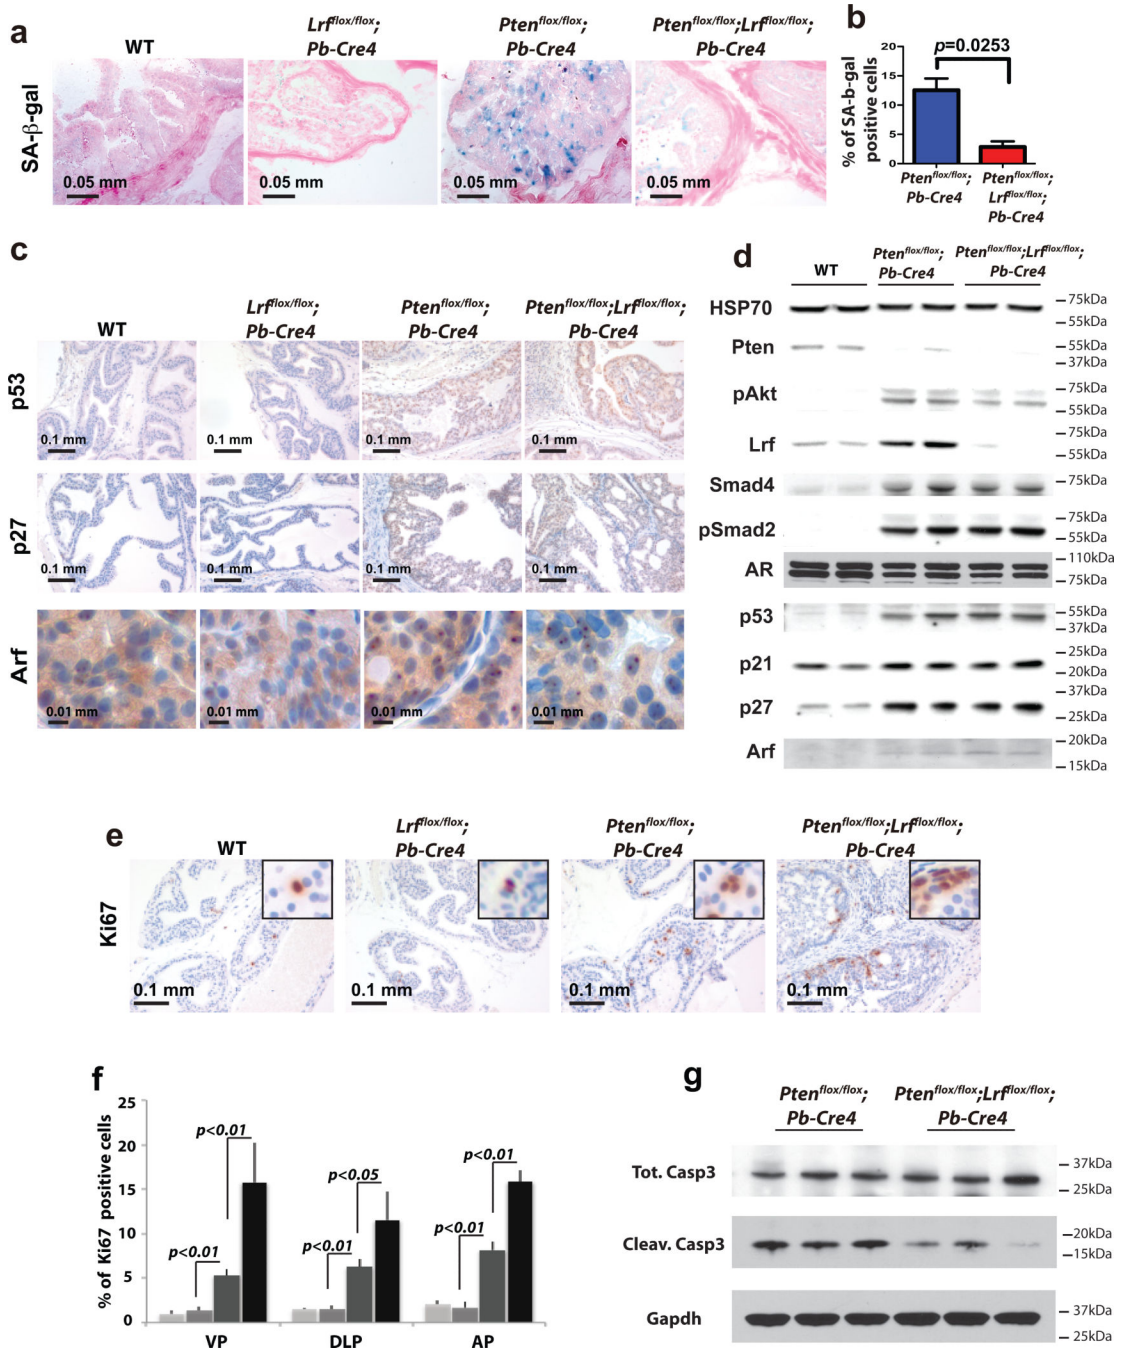 a
WT
Lrfflox/flox;
Pb-Cre4
Ptenflox/flox;
Pb-Cre4
Ptenflox/flox;Lrfflox/flox;
Pb-Cre4
SA-β-gal
0.05 mm
0.05 mm
0.05 mm
0.05 mm
b
p=0.0253
% of SA-b-gal
positive cells
20
15
10
5
0
Ptenflox/flox;
Pb-Cre4
Ptenflox/flox;
Lrfflox/flox;
Pb-Cre4
c
WT
Lrfflox/flox;
Pb-Cre4
Ptenflox/flox;
Pb-Cre4
Ptenflox/flox;Lrfflox/flox;
Pb-Cre4
p53
0.1 mm
0.1 mm
0.1 mm
0.1 mm
p27
0.1 mm
0.1 mm
0.1 mm
0.1 mm
Arf
0.01 mm
0.01 mm
0.01 mm
0.01 mm
d
WT
Ptenflox/flox;
Pb-Cre4
Ptenflox/flox;Lrfflox/flox;
Pb-Cre4
HSP70
75kDa
55kDa
Pten
55kDa
37kDa
pAkt
75kDa
55kDa
Lrf
75kDa
55kDa
Smad4
75kDa
pSmad2
75kDa
55kDa
AR
110kDa
75kDa
p53
55kDa
37kDa
p21
25kDa
20kDa
p27
37kDa
25kDa
Arf
20kDa
15kDa
e
WT
Lrfflox/flox;
Pb-Cre4
Ptenflox/flox;
Pb-Cre4
Ptenflox/flox;Lrfflox/flox;
Pb-Cre4
Ki67
0.1 mm
0.1 mm
0.1 mm
0.1 mm
f
% of Ki67 positive cells
25
20
15
10
5
0
p<0.01
p<0.01
p<0.01
p<0.05
p<0.01
p<0.01
VP
DLP
AP
g
Ptenflox/flox;
Pb-Cre4
Ptenflox/flox;Lrfflox/flox;
Pb-Cre4
Tot. Casp3
37kDa
25kDa
Cleav. Casp3
20kDa
15kDa
Gapdh
37kDa
25kDa